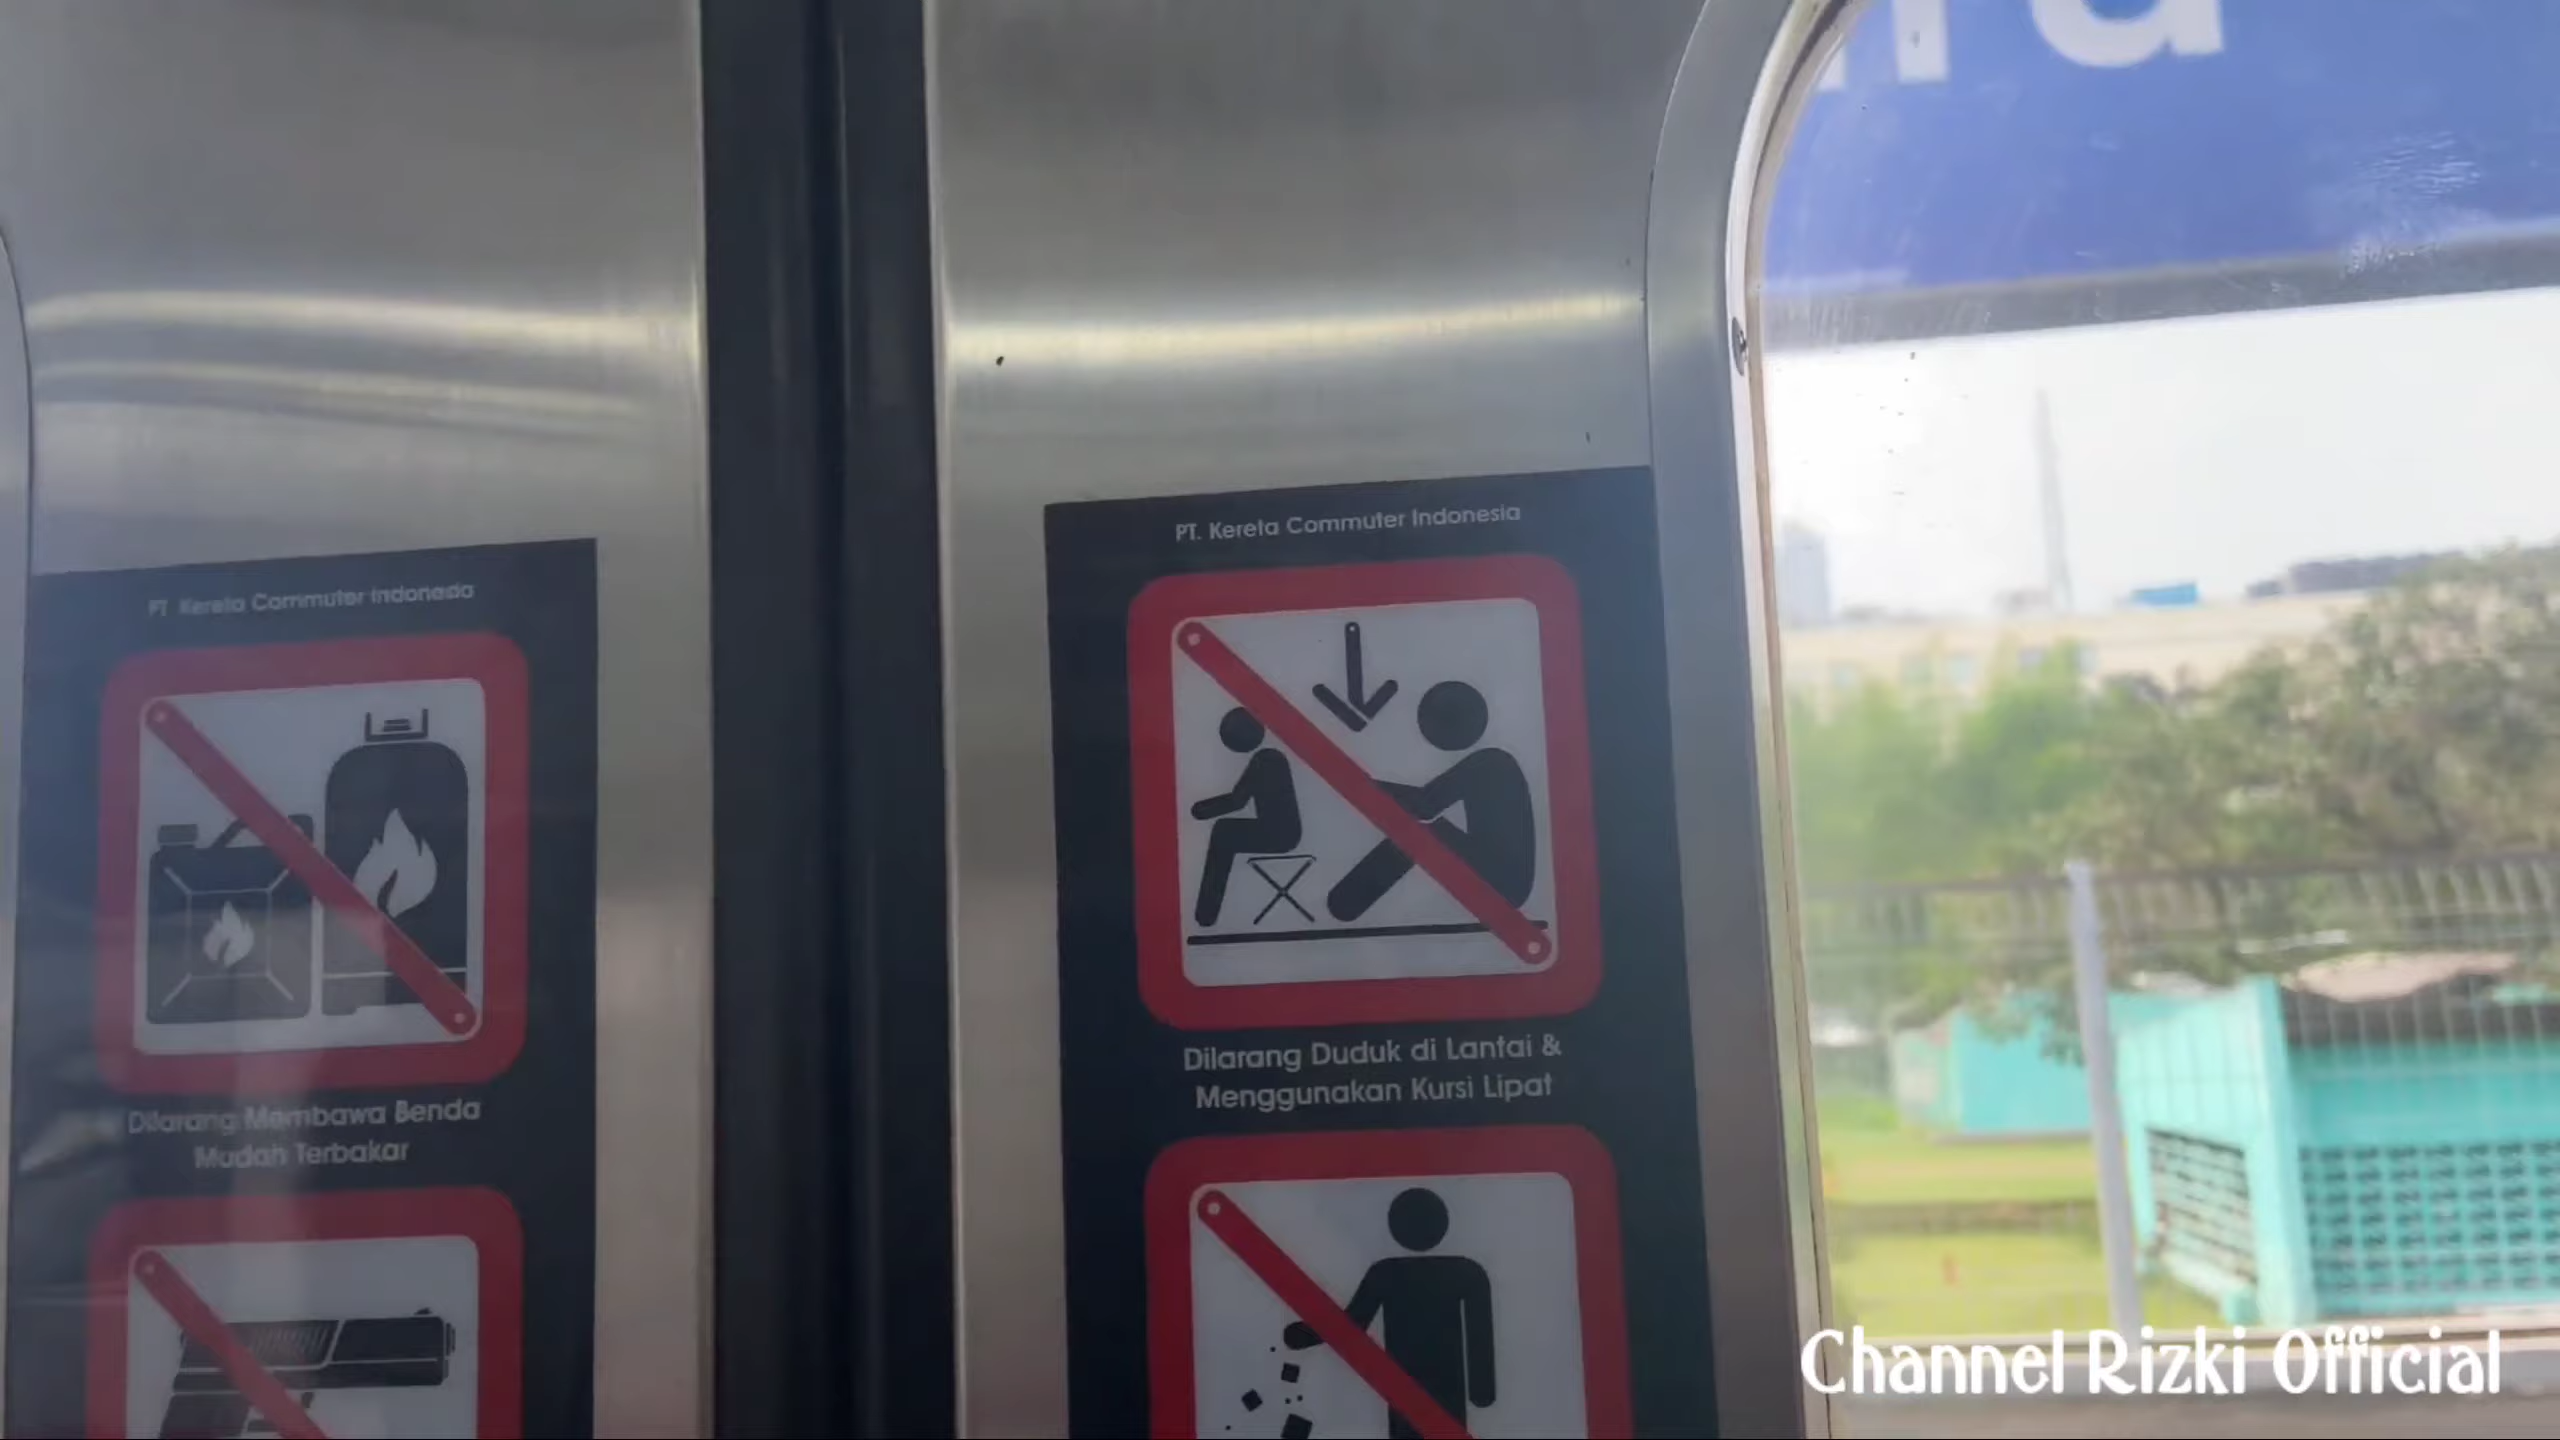 PT. Kereta Commuter Indonesia
Dilarang Membawa Benda
Mudah Terbakar
PT. Kereta Commuter Indonesia
Dilarang Duduk di Lantai &
Menggunakan Kursi Lipat
Channel Rizki Official